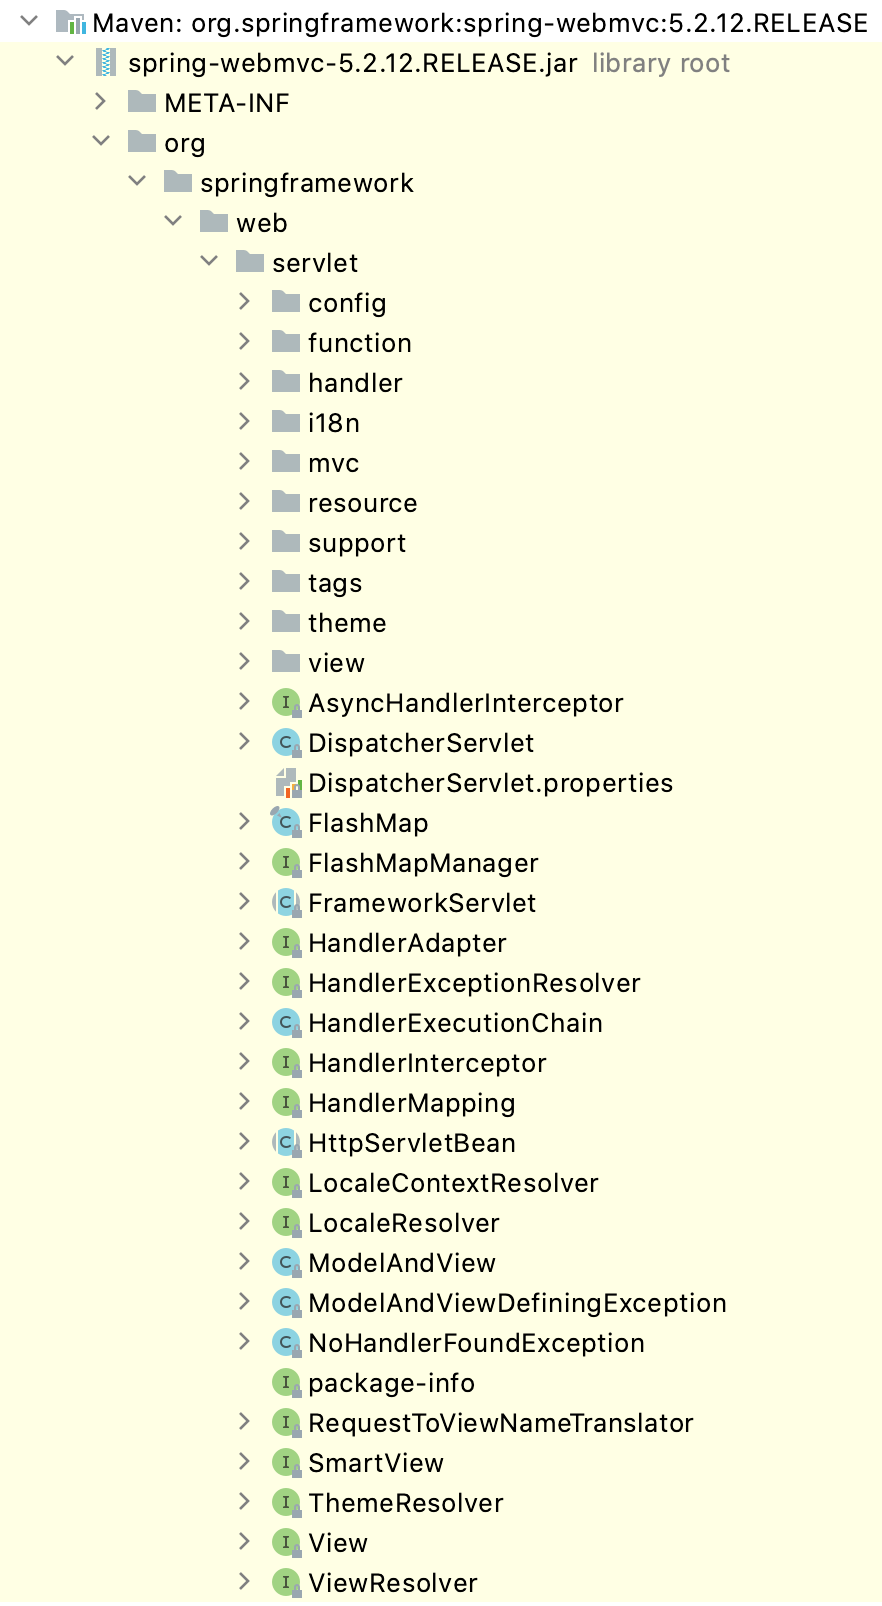 Maven: org.springframework:spring-webmvc:5.2.12.RELEASE
spring-webmvc-5.2.12.RELEASE.jar library root
META-INF
org
springframework
web
servlet
config
function
handler
i18n
mvc
resource
support
tags
theme
view
I AsyncHandlerInterceptor
C DispatcherServlet
DispatcherServlet.properties
C FlashMap
I FlashMapManager
C FrameworkServlet
I HandlerAdapter
I HandlerExceptionResolver
C HandlerExecutionChain
I HandlerInterceptor
I HandlerMapping
C HttpServletBean
I LocaleContextResolver
I LocaleResolver
C ModelAndView
C ModelAndViewDefiningException
C NoHandlerFoundException
I package-info
I RequestToViewNameTranslator
I SmartView
I ThemeResolver
I View
I ViewResolver